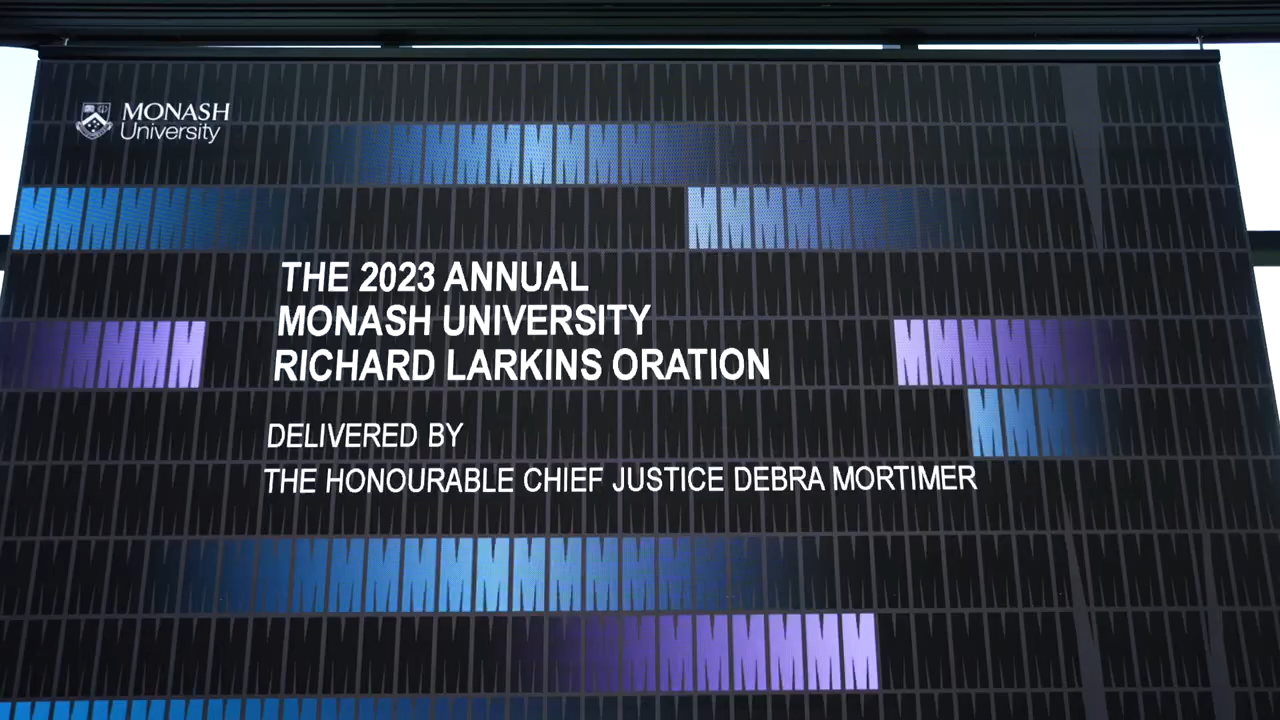 MONASH
University
THE 2023 ANNUAL
MONASH UNIVERSITY
RICHARD LARKINS ORATION
DELIVERED BY
THE HONOURABLE CHIEF JUSTICE DEBRA MORTIMER